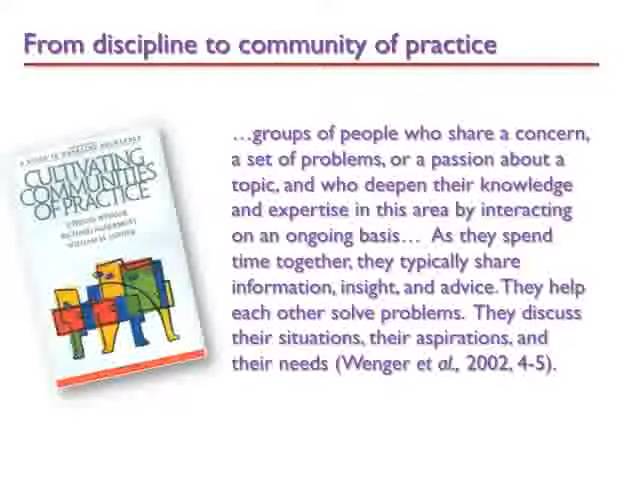 From discipline to community of practice
CULTIVATING
COMMUNITIES
OF PRACTICE
…groups of people who share a concern,
a set of problems, or a passion about a
topic, and who deepen their knowledge
and expertise in this area by interacting
on an ongoing basis… As they spend
time together, they typically share
information, insight, and advice. They help
each other solve problems. They discuss
their situations, their aspirations, and
their needs (Wenger et al., 2002, 4-5).